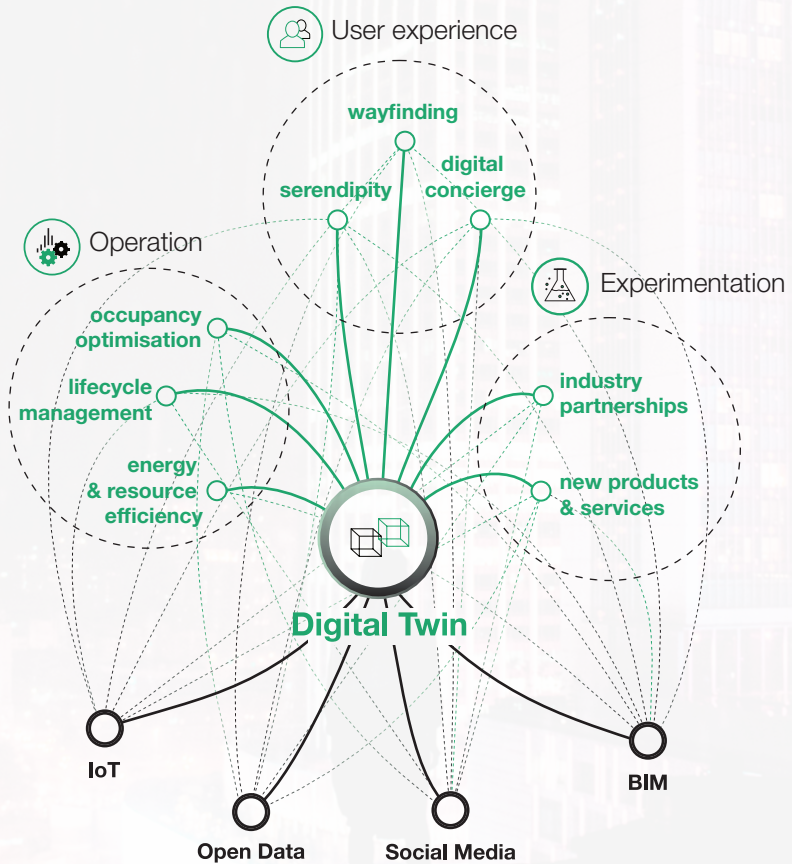 User experience
wayfinding
digital
concierge
serendipity
Operation
occupancy
optimisation
lifecycle
management
energy
& resource
efficiency
Experimentation
industry
partnerships
new products
& services
Digital Twin
IoT
BIM
Open Data
Social Media